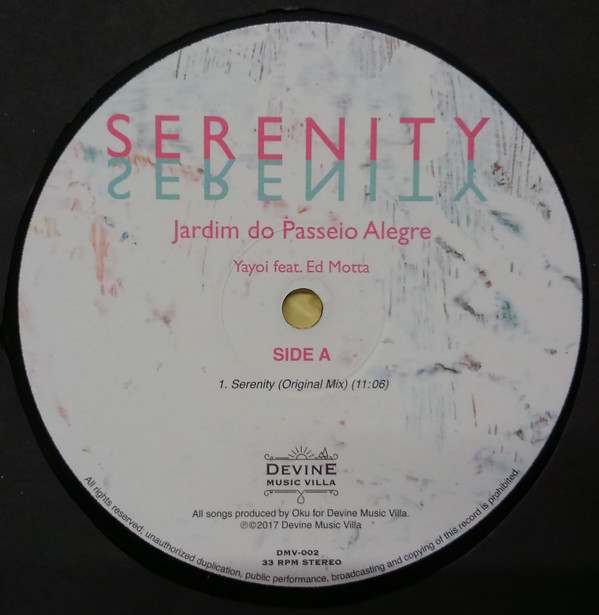 SERENITY
SERENITY
Jardim do Passeio Alegre
Yayoi feat. Ed Motta
SIDE A
1. Serenity (Original Mix) (11:06)
DEVINE
MUSIC VILLA
All songs produced by Oku for Devine Music Villa.
℗©2017 Devine Music Villa
DMV-002
33 RPM STEREO
All rights reserved: unauthorized duplication, public performance, broadcasting and copying of this record is prohibited.